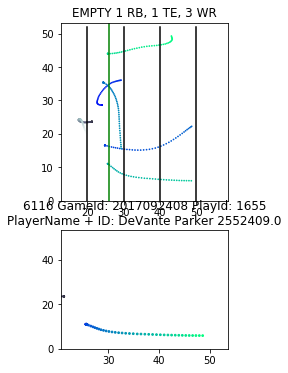 EMPTY 1 RB, 1 TE, 3 WR
50
40
30
20
10
0
20 30 40 50
6116 GameId: 2017092408 PlayId: 1655
PlayerName + ID: DeVante Parker 2552409.0
40
20
0
30 40 50